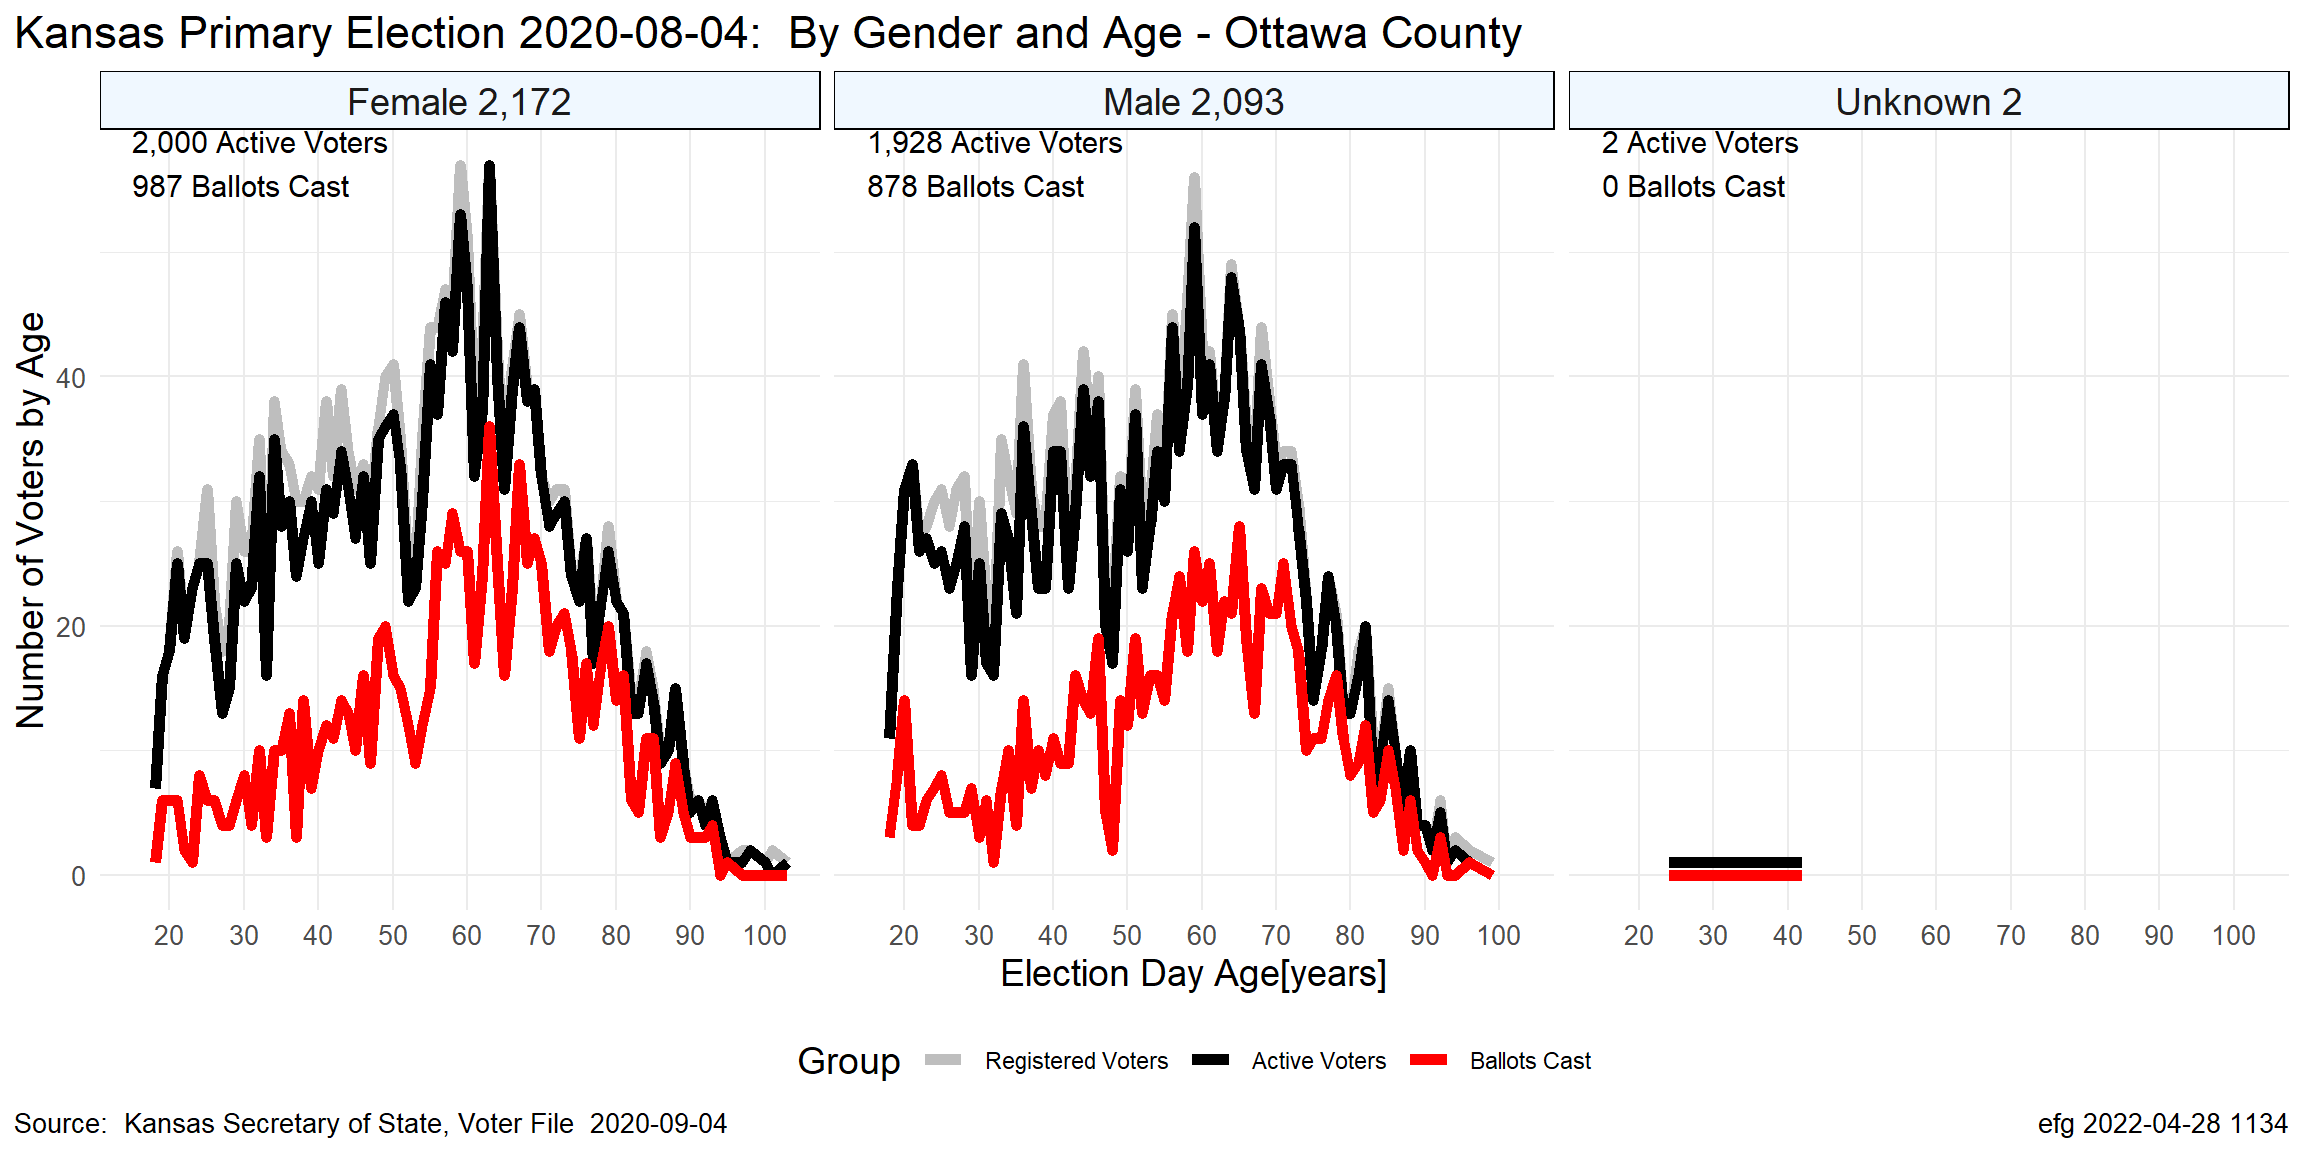 Kansas Primary Election 2020-08-04:  By Gender and Age - Ottawa County
Female 2,172
Male 2,093
Unknown 2
2,000 Active Voters
987 Ballots Cast
1,928 Active Voters
878 Ballots Cast
2 Active Voters
0 Ballots Cast
Number of Voters by Age
40
20
0
20 30 40 50 60 70 80 90 100
20 30 40 50 60 70 80 90 100
20 30 40 50 60 70 80 90 100
Election Day Age[years]
Group Registered Voters Active Voters Ballots Cast
Source:  Kansas Secretary of State, Voter File  2020-09-04
efg 2022-04-28 1134